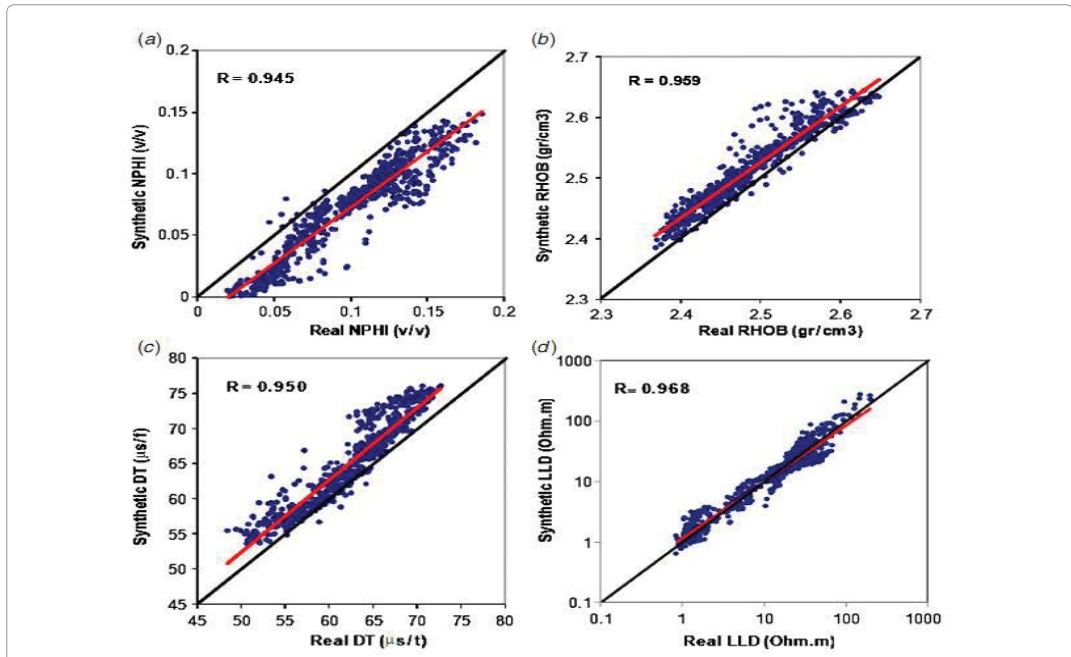 (a)
0.2
0.15
0.1
0.05
0
R = 0.945
Synthetic NPHI (v/v)
0 0.05 0.1 0.15 0.2
Real NPHI (v/v)
(b)
2.7
2.6
2.5
2.4
2.3
R = 0.959
Synthetic RHOB (gr/cm3)
2.3 2.4 2.5 2.6 2.7
Real RHOB (gr/cm3)
(c)
80
75
70
65
60
55
50
45
R = 0.950
Synthetic DT (µs/f)
45 50 55 60 65 70 75 80
Real DT (µs/t)
(d)
1000
100
10
1
0.1
R= 0.968
Synthetic LLD (Ohm.m)
0.1 1 10 100 1000
Real LLD (Ohm.m)